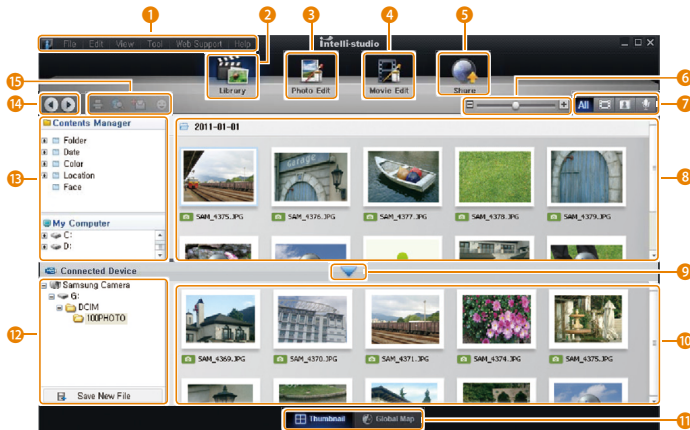 1
2
3
4
5
File Edit View Tool Web Support Help
intelli-studio
Library
Photo Edit
Movie Edit
Share
6
15
14
All
7
Contents Manager
Folder
Date
Color
Location
Face
13
2011-01-01
SAM_4375.JPG
SAM_4376.JPG
SAM_4377.JPG
SAM_4378.JPG
SAM_4379.JPG
8
My Computer
C:
D:
Connected Device
9
Samsung Camera
G:
DCIM
100PHOTO
12
SAM_4369.JPG
SAM_4370.JPG
SAM_4371.JPG
SAM_4374.JPG
SAM_4375.JPG
10
Save New File
Thumbnail
Global Map
11